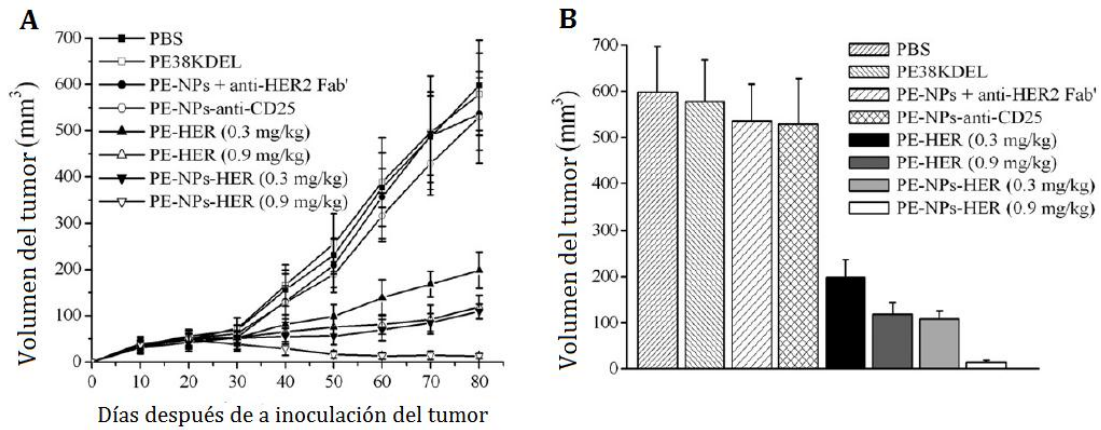 A
Volumen del tumor (mm³)
700
600
500
400
300
200
100
0
PBS
PE38KDEL
PE-NPs + anti-HER2 Fab'
PE-NPs-anti-CD25
PE-HER (0.3 mg/kg)
PE-HER (0.9 mg/kg)
PE-NPs-HER (0.3 mg/kg)
PE-NPs-HER (0.9 mg/kg)
0 10 20 30 40 50 60 70 80
Días después de a inoculación del tumor
B
Volumen del tumor (mm³)
700
600
500
400
300
200
100
0
PBS
PE38KDEL
PE-NPs + anti-HER2 Fab'
PE-NPs-anti-CD25
PE-HER (0.3 mg/kg)
PE-HER (0.9 mg/kg)
PE-NPs-HER (0.3 mg/kg)
PE-NPs-HER (0.9 mg/kg)